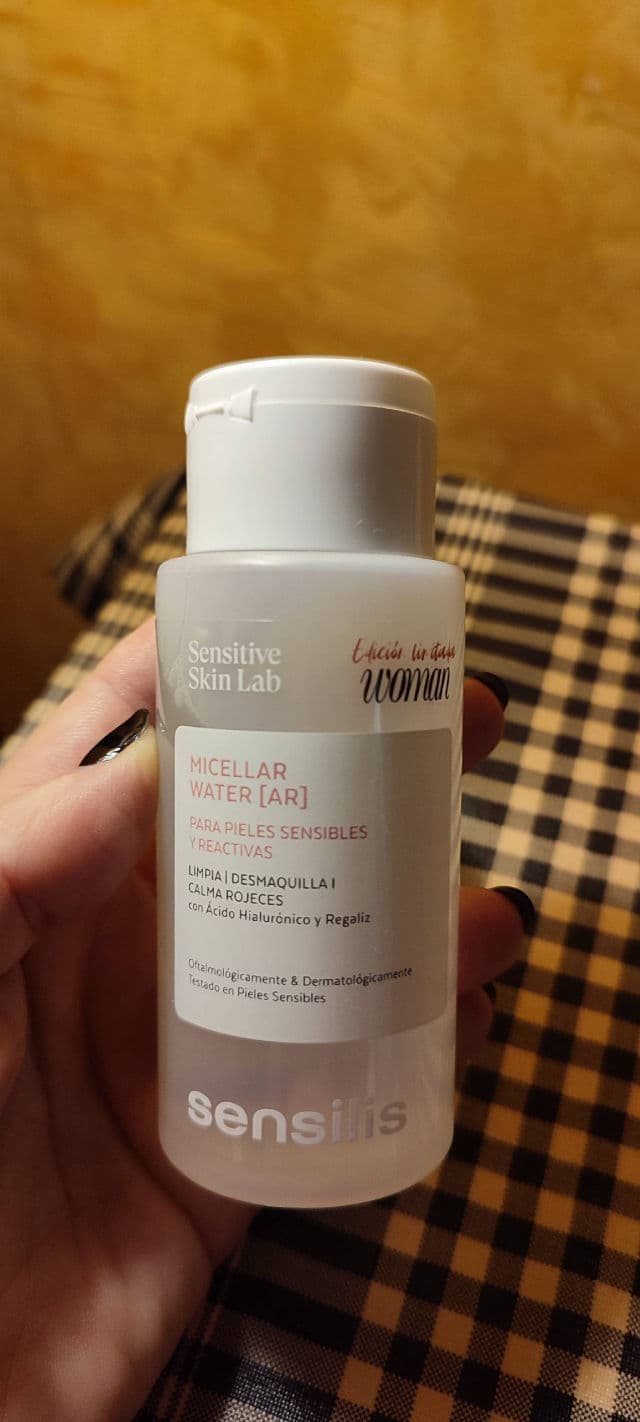 Sensitive
Skin Lab
Edición limitada
woman
MICELLAR
WATER [AR]
PARA PIELES SENSIBLES
Y REACTIVAS
LIMPIA | DESMAQUILLA |
CALMA ROJECES
con Ácido Hialurónico y Regaliz
Oftalmológicamente & Dermatológicamente
Testado en Pieles Sensibles
sensilis